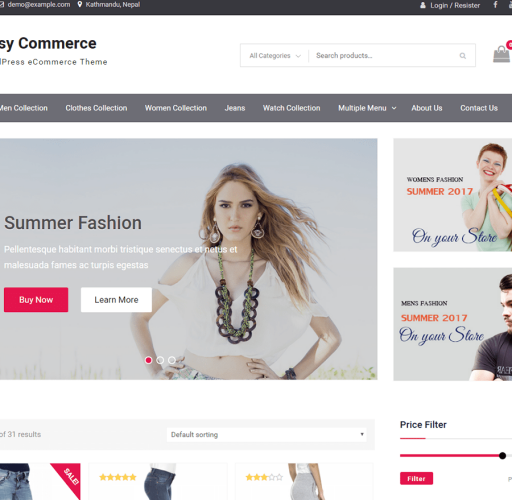 demo@example.com Kathmandu, Nepal Login / Resister
sy Commerce
Press eCommerce Theme
All Categories Search products...
Men Collection Clothes Collection Women Collection Jeans Watch Collection Multiple Menu About Us Contact Us
Summer Fashion
Pellentesque habitant morbi tristique senectus et netus et
malesuada fames ac turpis egestas
Buy Now Learn More
WOMENS FASHION
SUMMER 2017
On your Store
MENS FASHION
SUMMER 2017
On your Store
of 31 results Default sorting
SALE!
Price Filter
Filter P